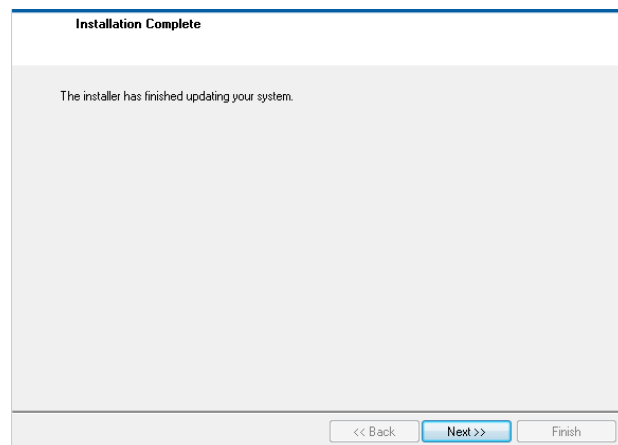 Installation Complete
The installer has finished updating your system.
<< Back
Next >>
Finish